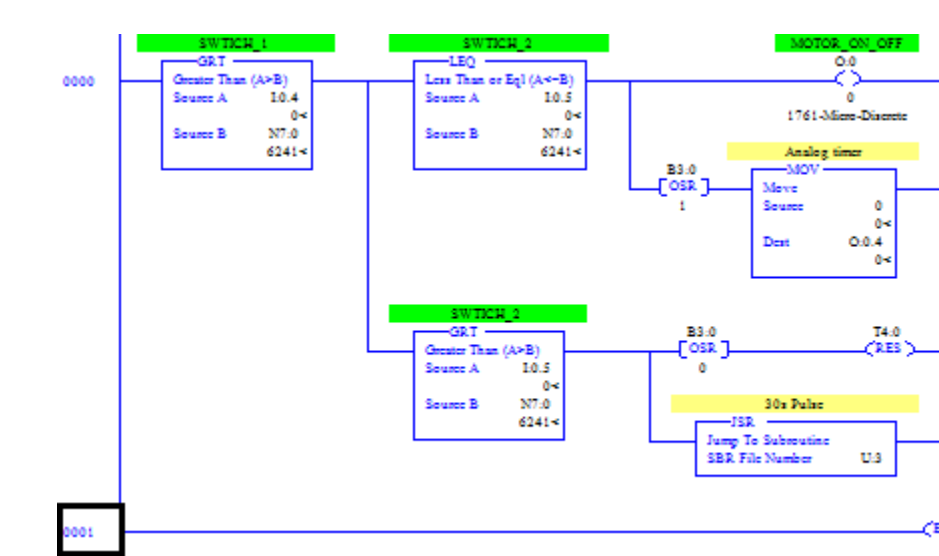 SWTICH_1
SWTICH_2
MOTOR_ON_OFF
0000
GRT
Greater Than (A>B)
Source A I:0.4
0<
Source B N7:0
6241<
LEQ
Less Than or Eql (A<=B)
Source A I:0.5
0<
Source B N7:0
6241<
O:0
0
1761-Micro-Discrete
Analog timer
B3:0
OSR
1
MOV
Move
Source 0
0<
Dest O:0.4
0<
SWTICH_2
GRT
Greater Than (A>B)
Source A I:0.5
0<
Source B N7:0
6241<
B3:0
OSR
0
T4:0
RES
30s Pulse
JSR
Jump To Subroutine
SBR File Number U:3
0001